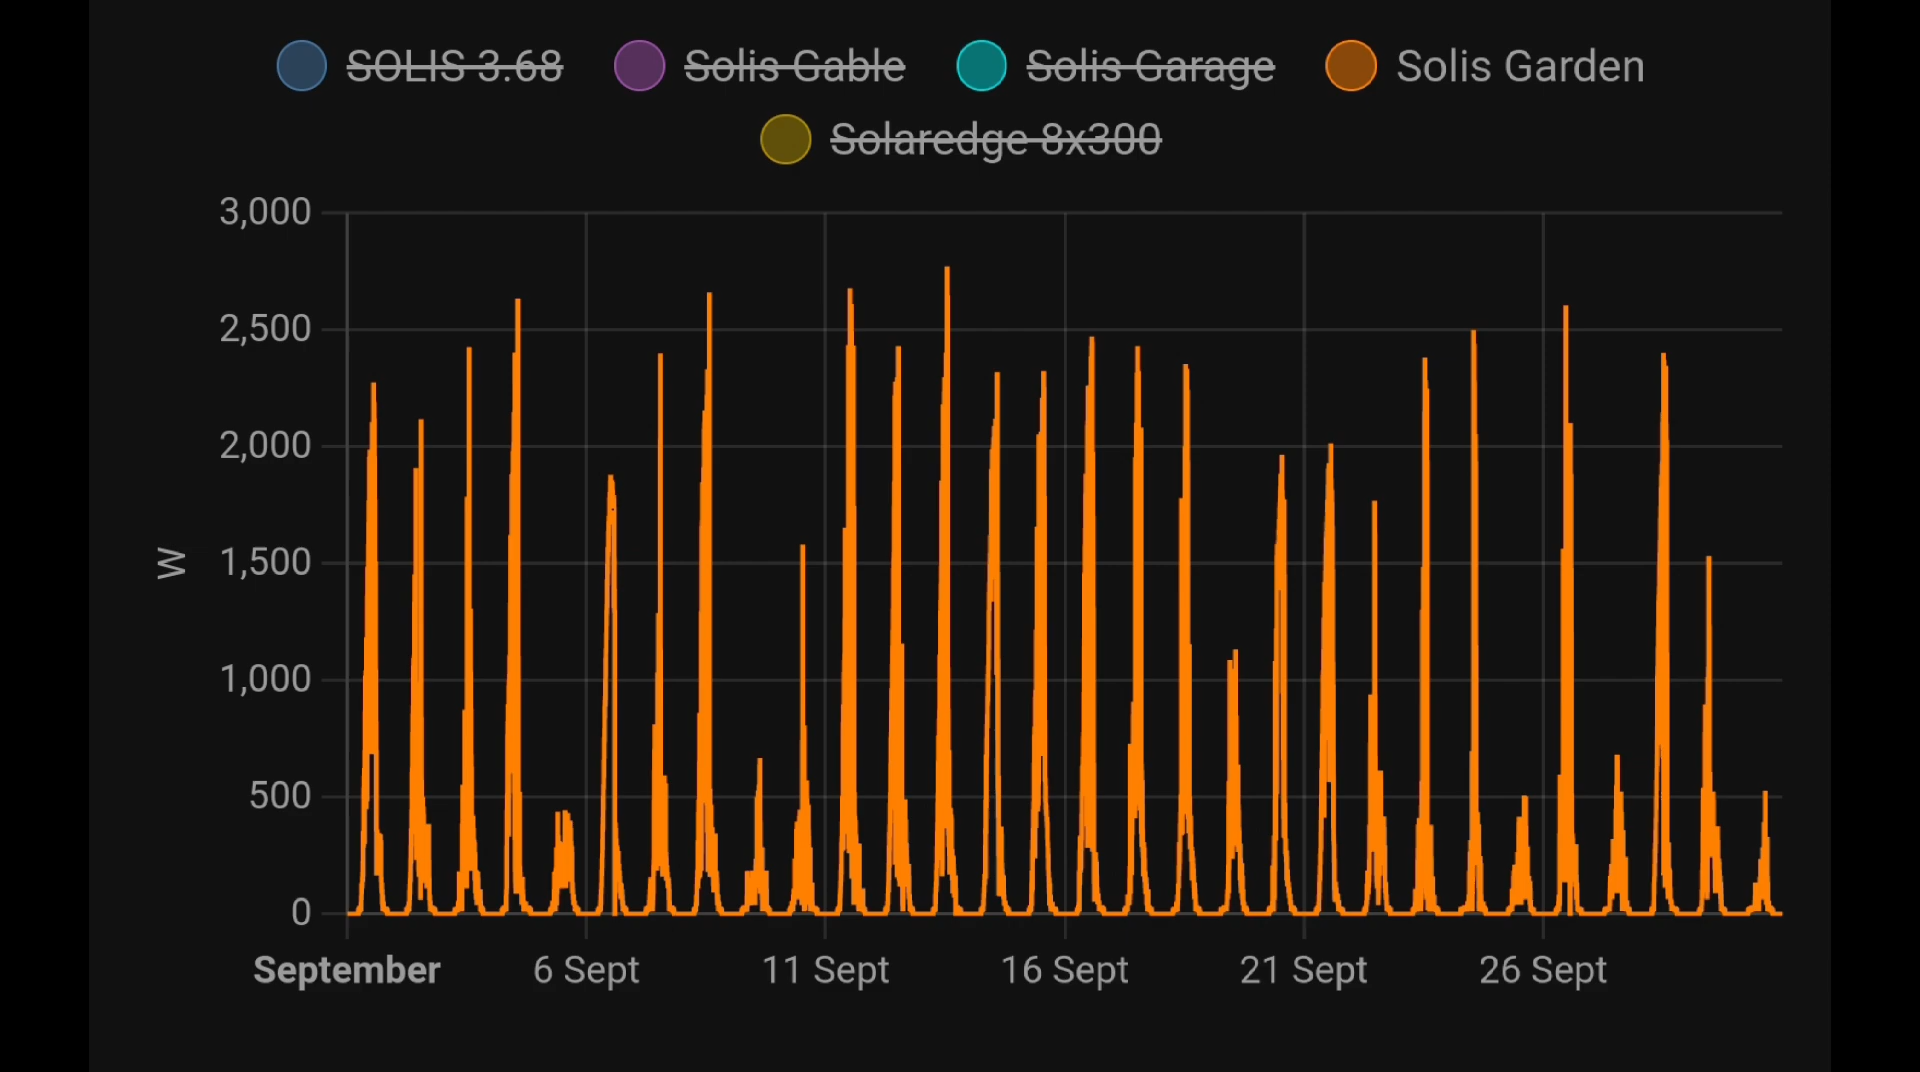 SOLIS 3.68 Solis Gable Solis Garage Solis Garden
Solaredge 8x300
3,000
2,500
2,000
1,500
1,000
500
0
W
September 6 Sept 11 Sept 16 Sept 21 Sept 26 Sept